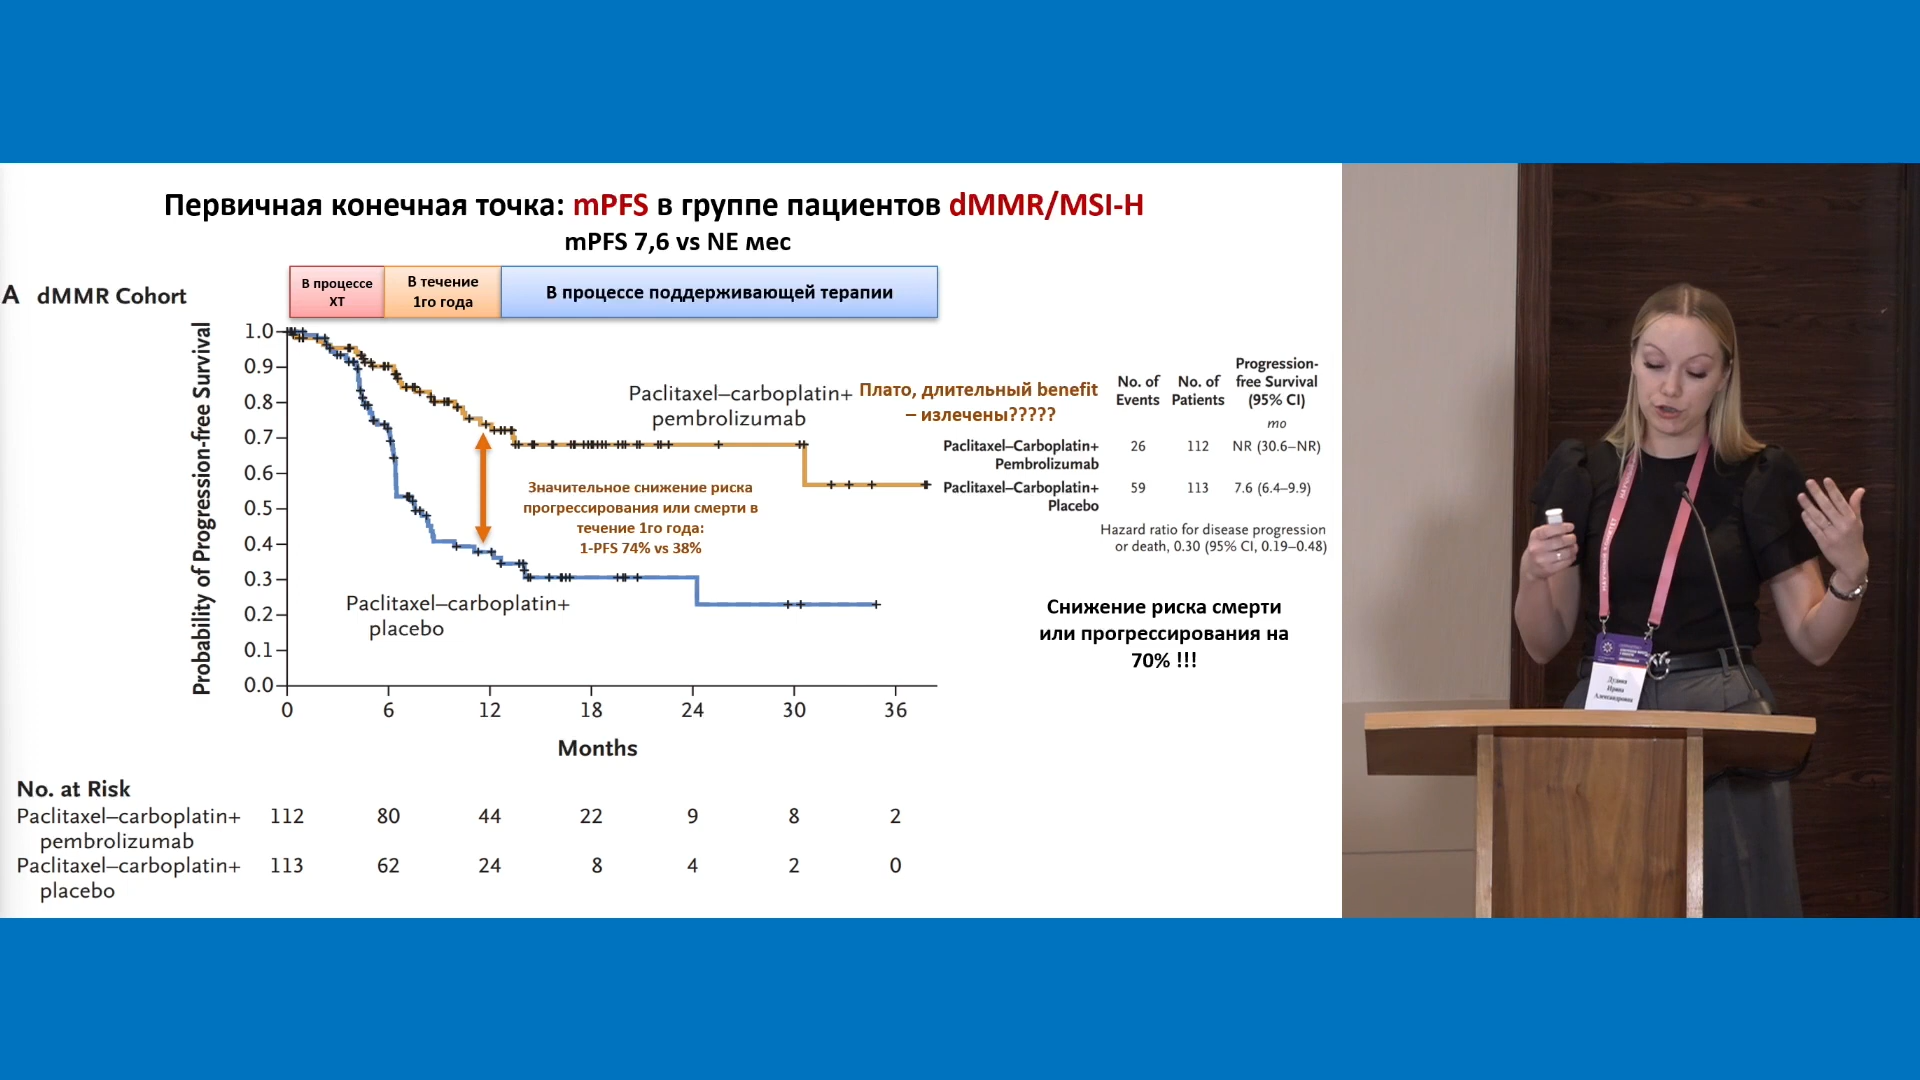 Первичная конечная точка: mPFS в группе пациентов dMMR/MSI-H
mPFS 7,6 vs NE мес
A dMMR Cohort
В процессе
ХТ
В течение
1го года
В процессе поддерживающей терапии
Probability of Progression-free Survival
1.0
0.9
0.8
0.7
0.6
0.5
0.4
0.3
0.2
0.1
0.0
Paclitaxel–carboplatin+
pembrolizumab
Плато, длительный benefit
– излечены?????
Значительное снижение риска
прогрессирования или смерти в
течение 1го года:
1-PFS 74% vs 38%
Paclitaxel–carboplatin+
placebo
0 6 12 18 24 30 36
Months
No. of
Events
No. of
Patients
Progression-
free Survival
(95% CI)
mo
Paclitaxel–Carboplatin+
Pembrolizumab
26 112 NR (30.6–NR)
Paclitaxel–Carboplatin+
Placebo
59 113 7.6 (6.4–9.9)
Hazard ratio for disease progression
or death, 0.30 (95% CI, 0.19–0.48)
Снижение риска смерти
или прогрессирования на
70% !!!
No. at Risk
Paclitaxel–carboplatin+
pembrolizumab
112 80 44 22 9 8 2
Paclitaxel–carboplatin+
placebo
113 62 24 8 4 2 0
Ирина
Александровна